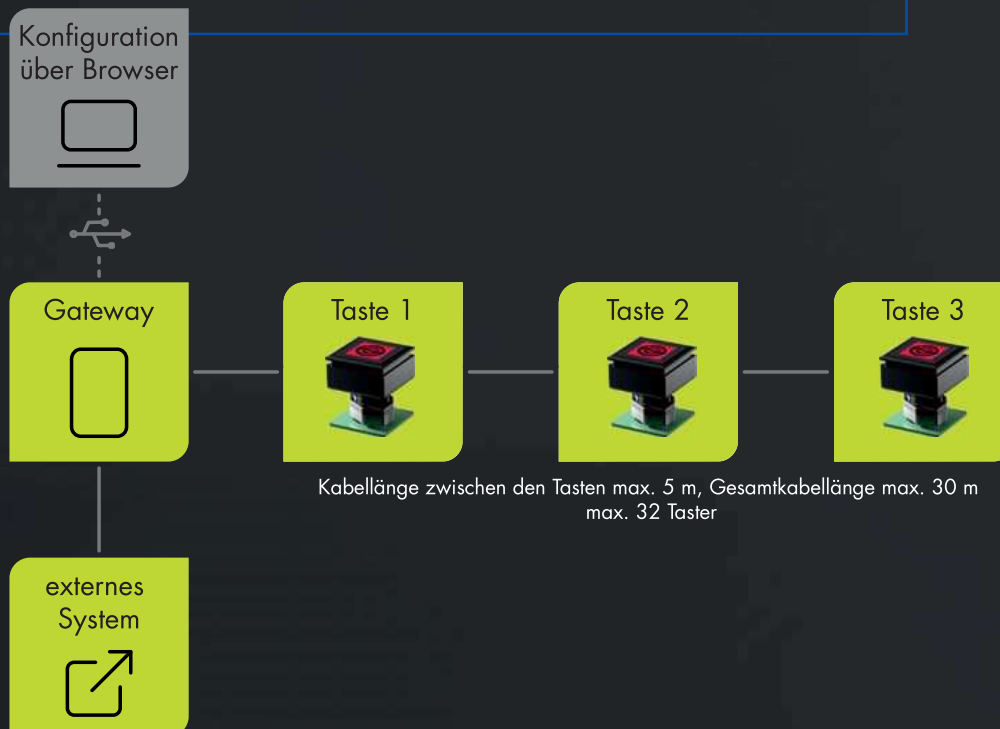 Konfiguration
über Browser
Gateway
Taste 1
Taste 2
Taste 3
Kabellänge zwischen den Tasten max. 5 m, Gesamtkabellänge max. 30 m
max. 32 Taster
externes
System